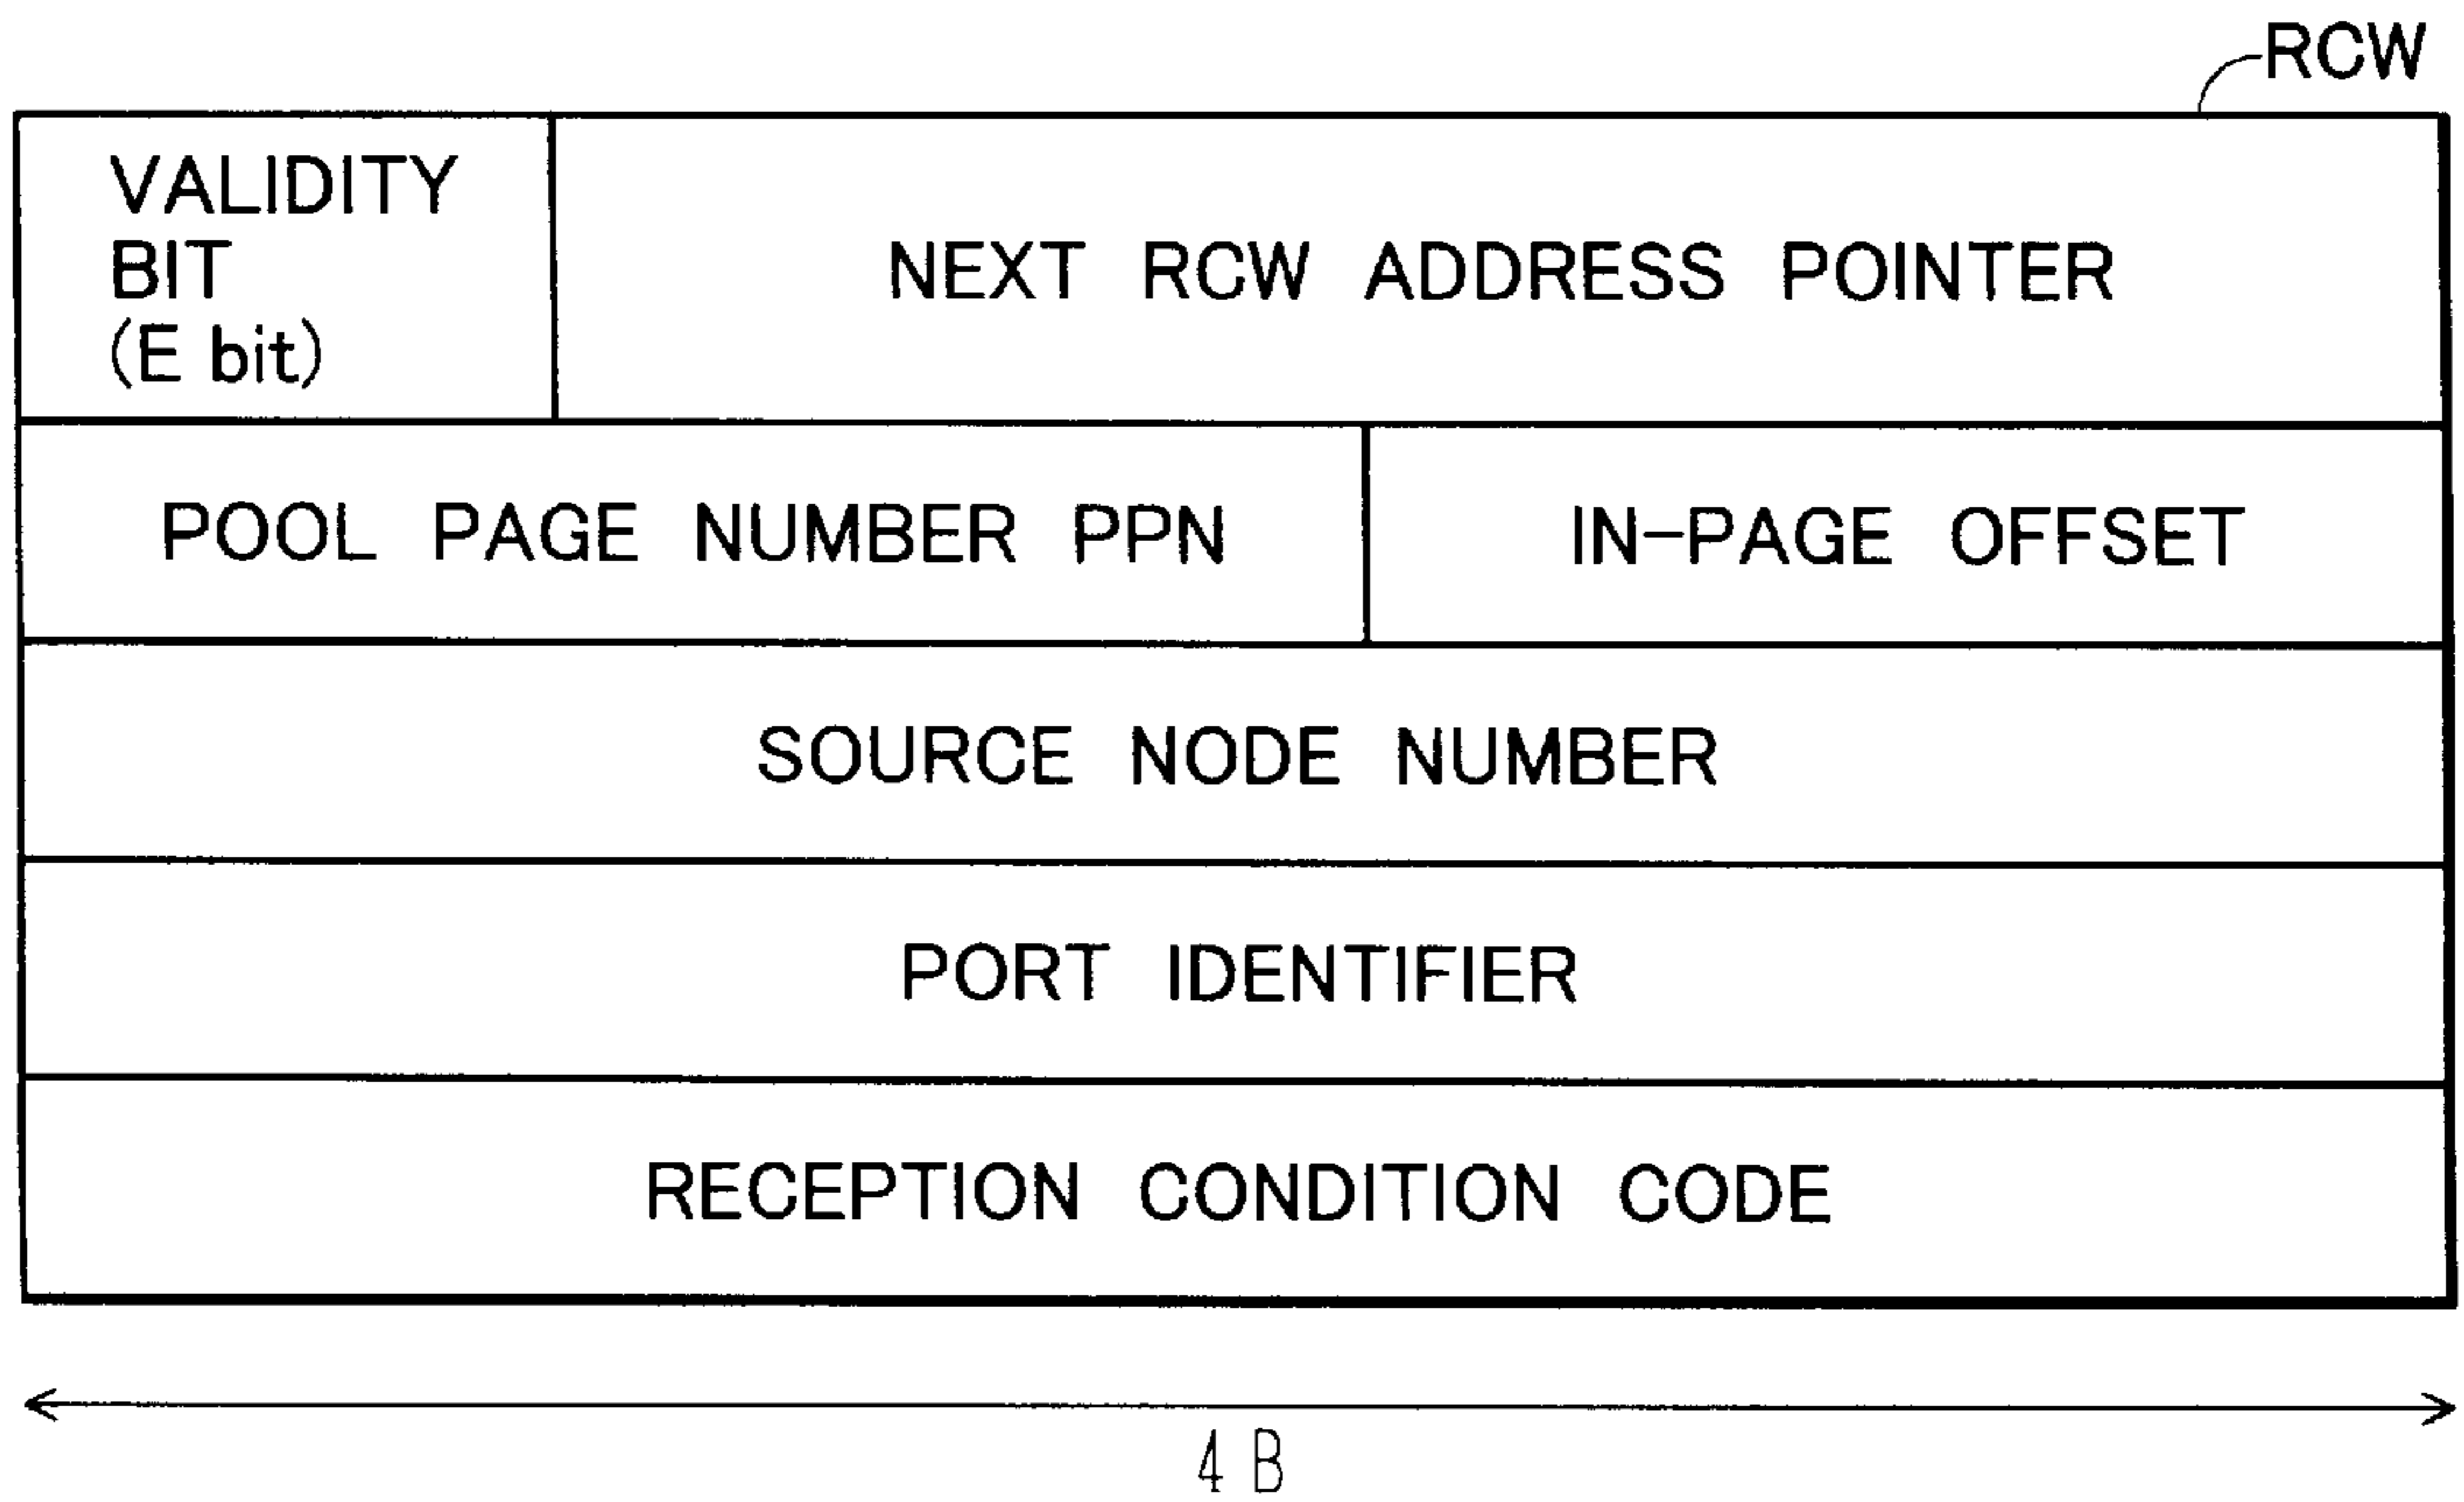 RCW
VALIDITY
BIT
(E bit)
NEXT RCW ADDRESS POINTER
POOL PAGE NUMBER PPN
IN-PAGE OFFSET
SOURCE NODE NUMBER
PORT IDENTIFIER
RECEPTION CONDITION CODE
4 B